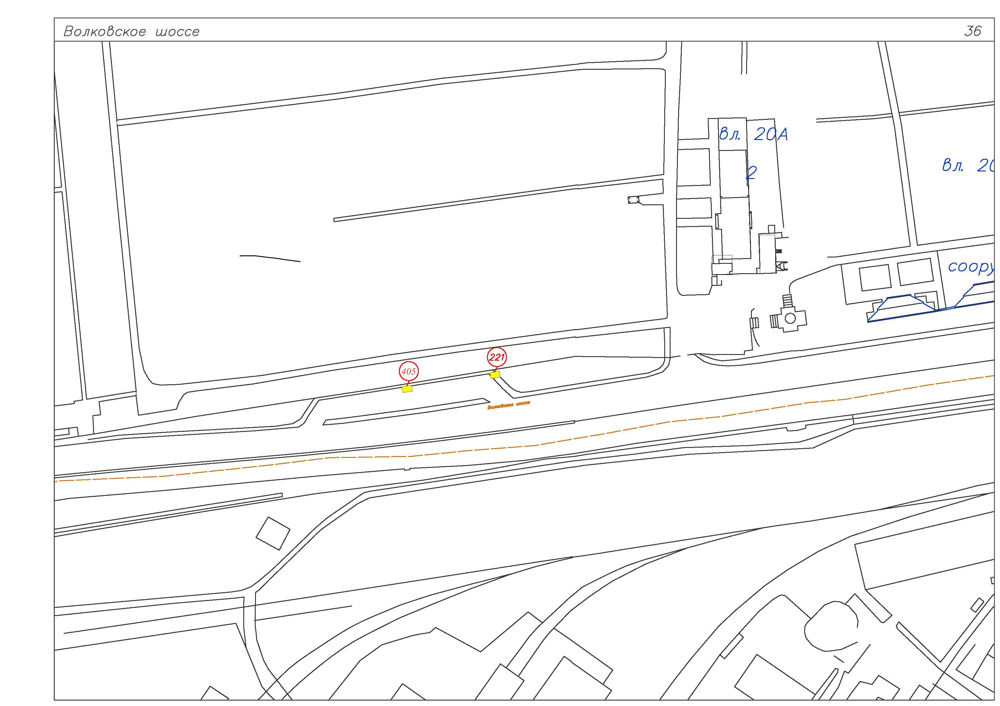 Волковское шоссе
36
вл. 20А
вл. 20
2
соору
221
405
Волковское шоссе